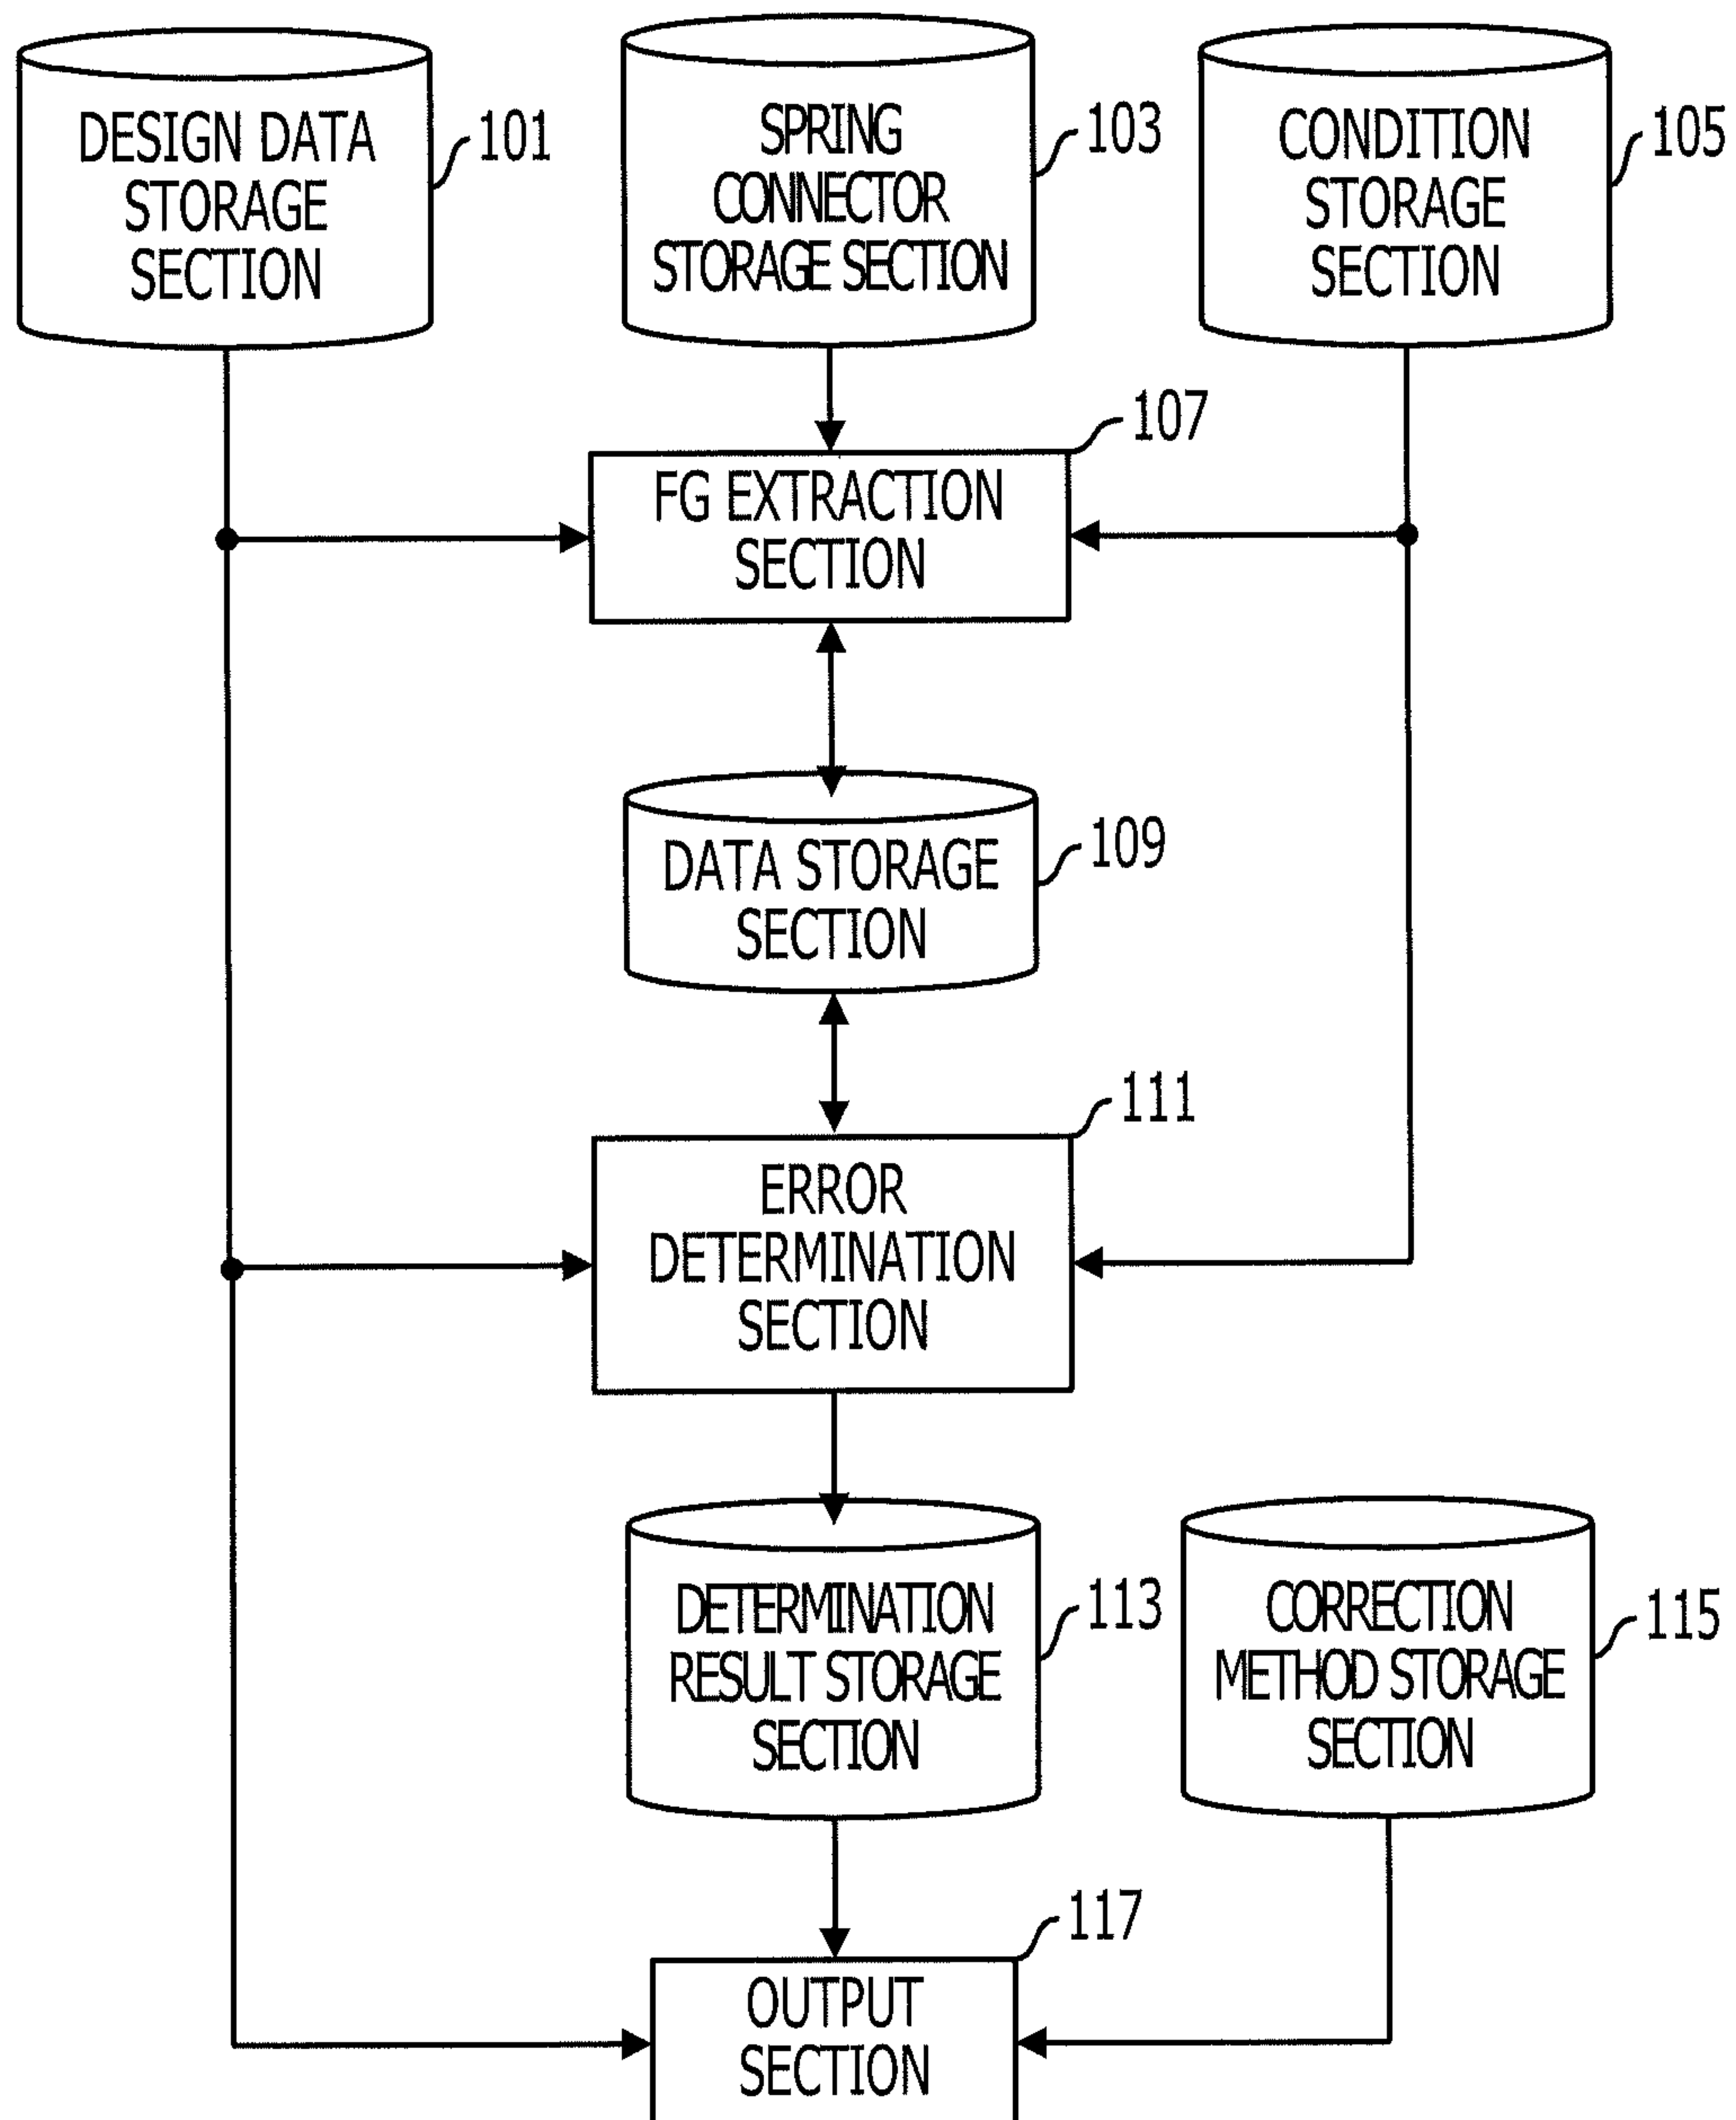 DESIGN DATA
STORAGE
SECTION
101
SPRING
CONNECTOR
STORAGE SECTION
103
CONDITION
STORAGE
SECTION
105
107
FG EXTRACTION
SECTION
DATA STORAGE
SECTION
109
111
ERROR
DETERMINATION
SECTION
DETERMINATION
RESULT STORAGE
SECTION
113
CORRECTION
METHOD STORAGE
SECTION
115
117
OUTPUT
SECTION